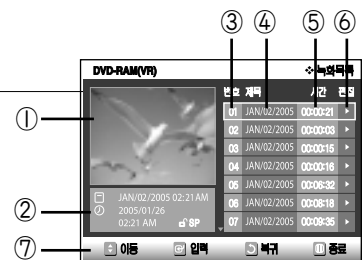 ③ ④ ⑤ ⑥
DVD-RAM(VR) 녹화목록
번호 제목 시간 편집
01 JAN/02/2005 00:00:21
02 JAN/02/2005 00:00:03
03 JAN/02/2005 00:00:15
04 JAN/02/2005 00:00:16
05 JAN/02/2005 00:06:32
06 JAN/02/2005 00:08:18
07 JAN/02/2005 00:09:36
①
② JAN/02/2005 02:21 AM
2005/01/26
02:21 AM SP
⑦ 이동 입력 복귀 종료